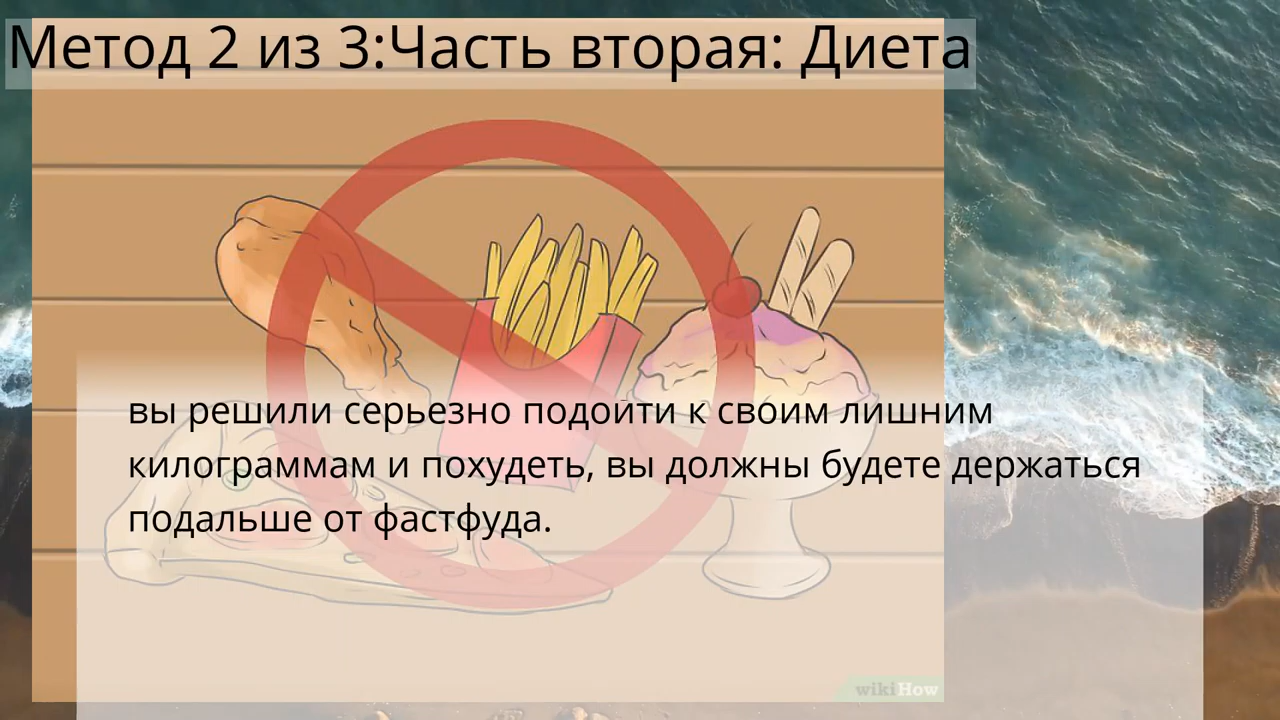 Метод 2 из 3:Часть вторая: Диета
вы решили серьезно подойти к своим лишним
килограммам и похудеть, вы должны будете держаться
подальше от фастфуда.
wikiHow